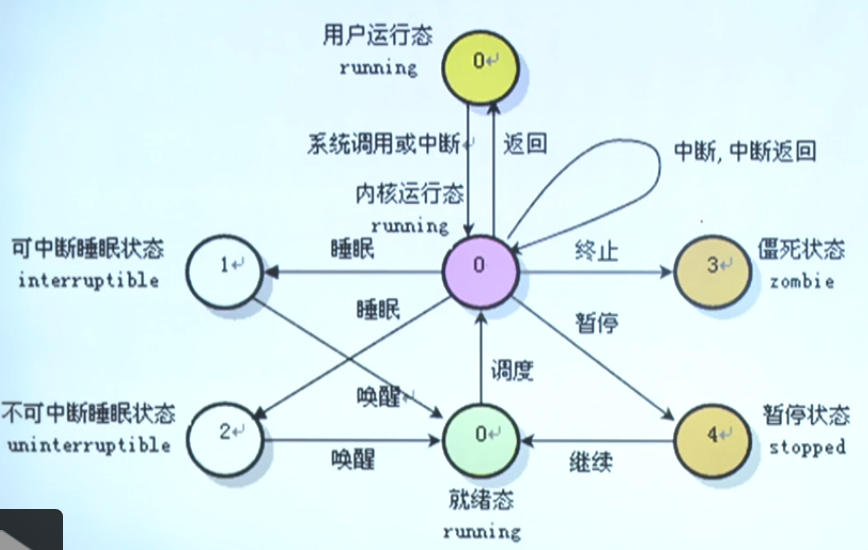 用户运行态
running
0
系统调用或中断
返回
中断, 中断返回
内核运行态
running
可中断睡眠状态
interruptible
1
睡眠
0
终止
3
僵死状态
zombie
睡眠
暂停
调度
唤醒
不可中断睡眠状态
uninterruptible
2
唤醒
0
继续
4
暂停状态
stopped
就绪态
running